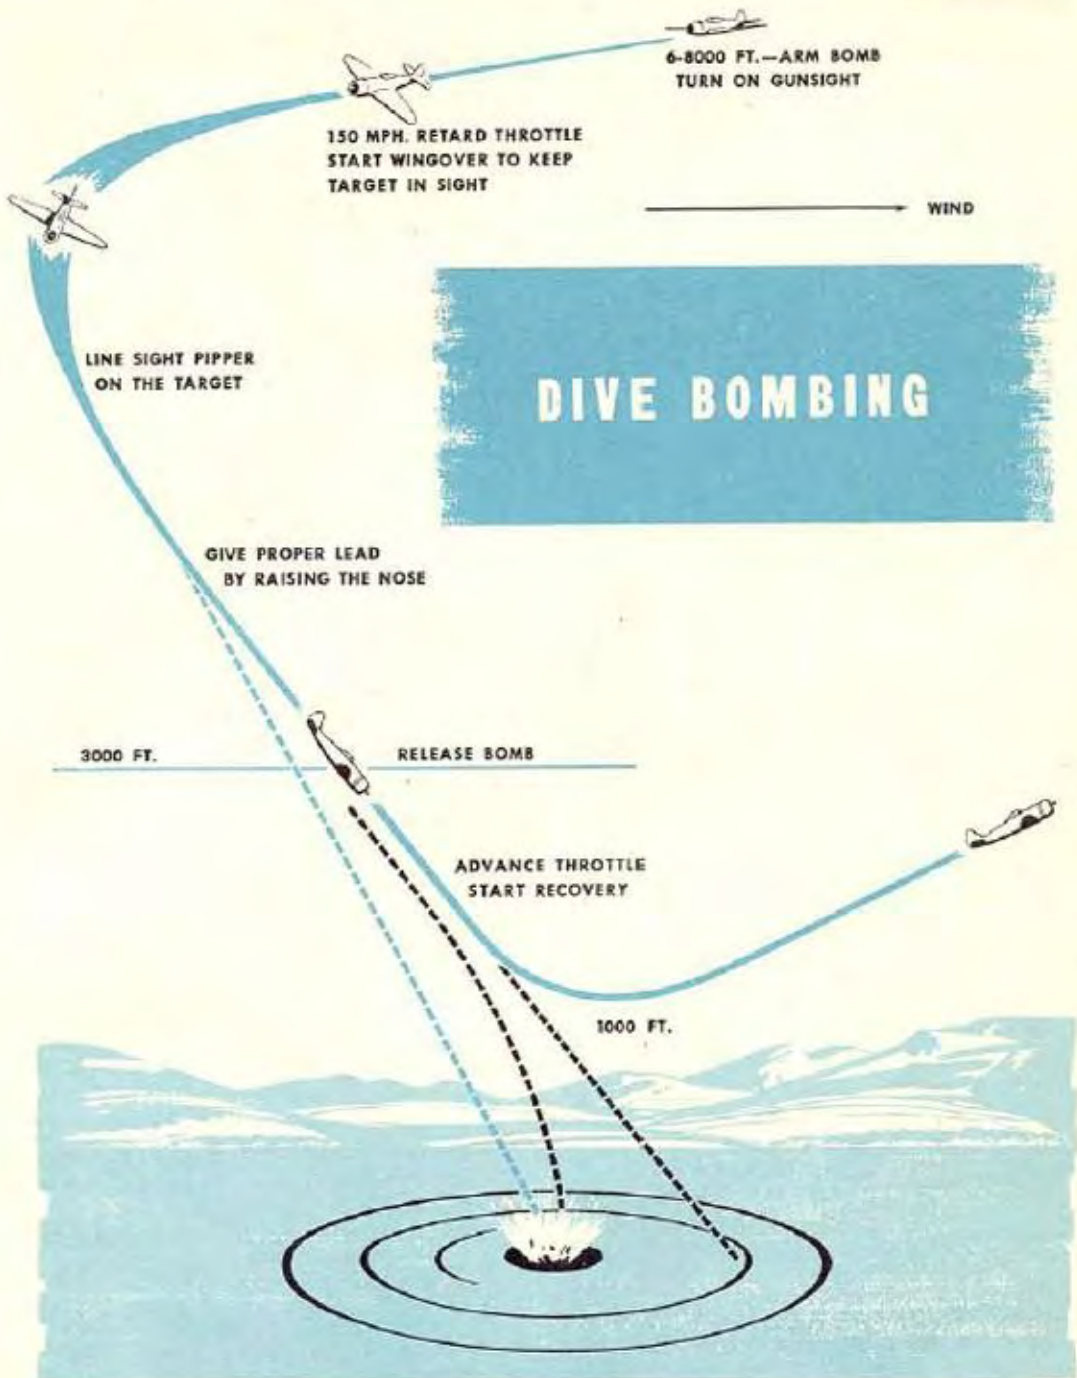 6-8000 FT.—ARM BOMB
TURN ON GUNSIGHT
150 MPH. RETARD THROTTLE
START WINGOVER TO KEEP
TARGET IN SIGHT
WIND
DIVE BOMBING
LINE SIGHT PIPPER
ON THE TARGET
GIVE PROPER LEAD
BY RAISING THE NOSE
3000 FT.
RELEASE BOMB
ADVANCE THROTTLE
START RECOVERY
1000 FT.